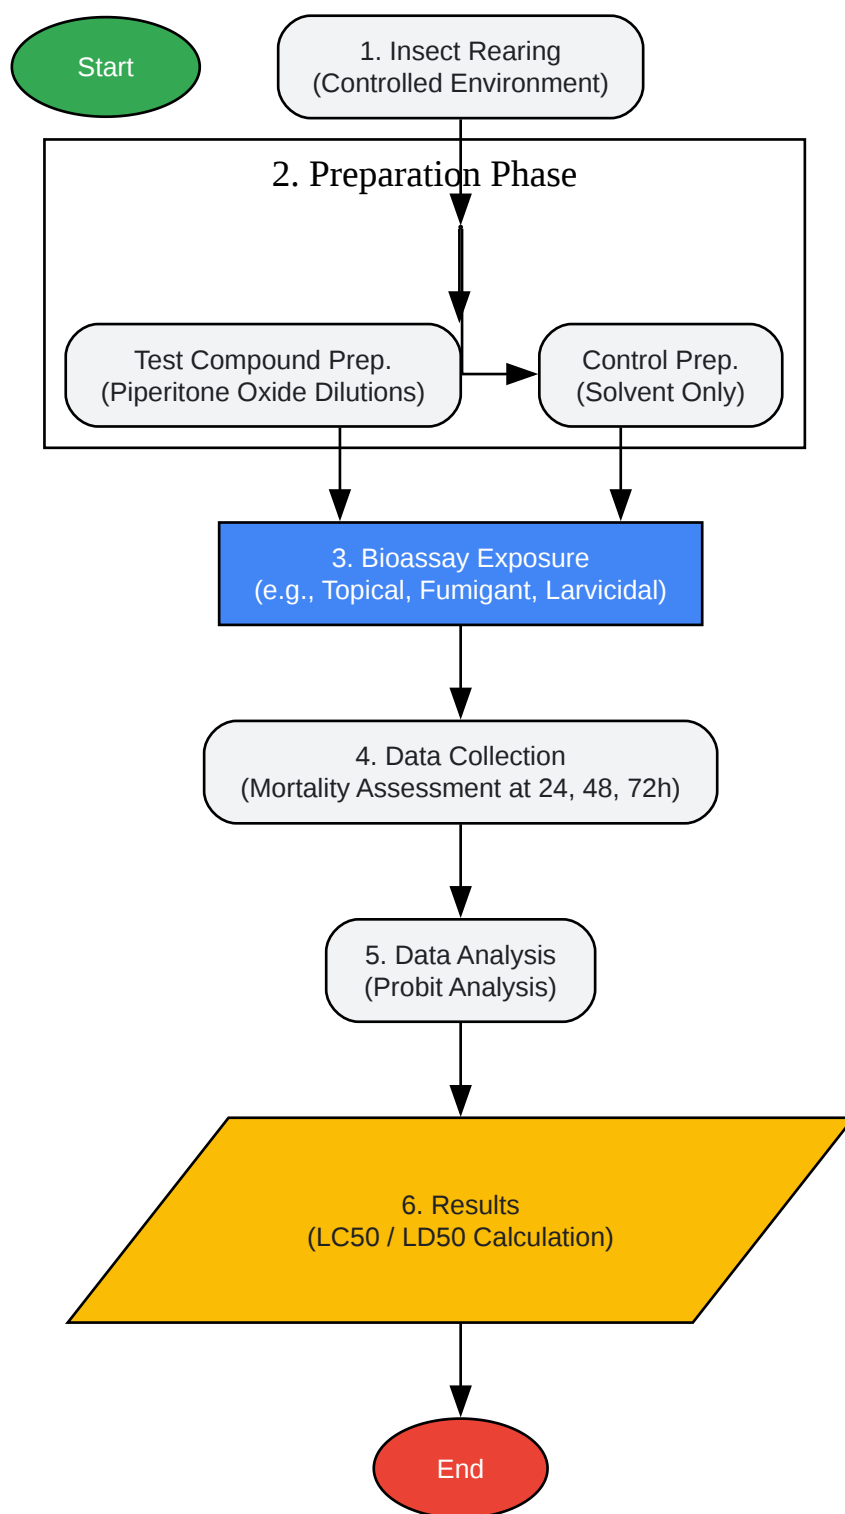 Start
1. Insect Rearing
(Controlled Environment)
2. Preparation Phase
Test Compound Prep.
(Piperitone Oxide Dilutions)
Control Prep.
(Solvent Only)
3. Bioassay Exposure
(e.g., Topical, Fumigant, Larvicidal)
4. Data Collection
(Mortality Assessment at 24, 48, 72h)
5. Data Analysis
(Probit Analysis)
6. Results
(LC50 / LD50 Calculation)
End